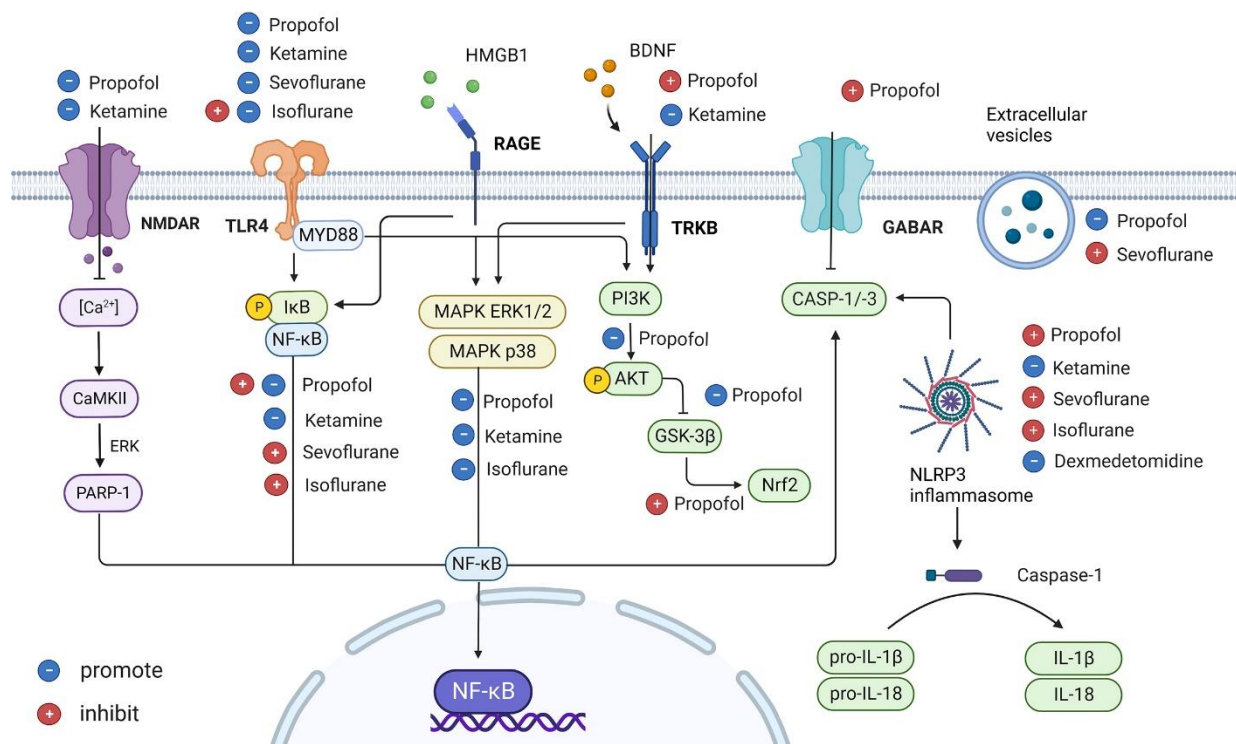 - Propofol
- Ketamine
- Sevoflurane
+ - Isoflurane
- Propofol
- Ketamine
HMGB1
RAGE
BDNF
+ Propofol
- Ketamine
+ Propofol
Extracellular
vesicles
- Propofol
+ Sevoflurane
NMDAR
TLR4
MYD88
TRKB
GABAR
[Ca²⁺]
CaMKII
ERK
PARP-1
P
IκB
NF-κB
+ - Propofol
- Ketamine
+ Sevoflurane
+ Isoflurane
MAPK ERK1/2
MAPK p38
- Propofol
- Ketamine
- Isoflurane
NF-κB
NF-κB
PI3K
- Propofol
P
AKT
- Propofol
GSK-3β
Nrf2
+ Propofol
CASP-1/-3
+ Propofol
- Ketamine
+ Sevoflurane
+ Isoflurane
- Dexmedetomidine
NLRP3
inflammasome
Caspase-1
pro-IL-1β
pro-IL-18
IL-1β
IL-18
- promote
+ inhibit